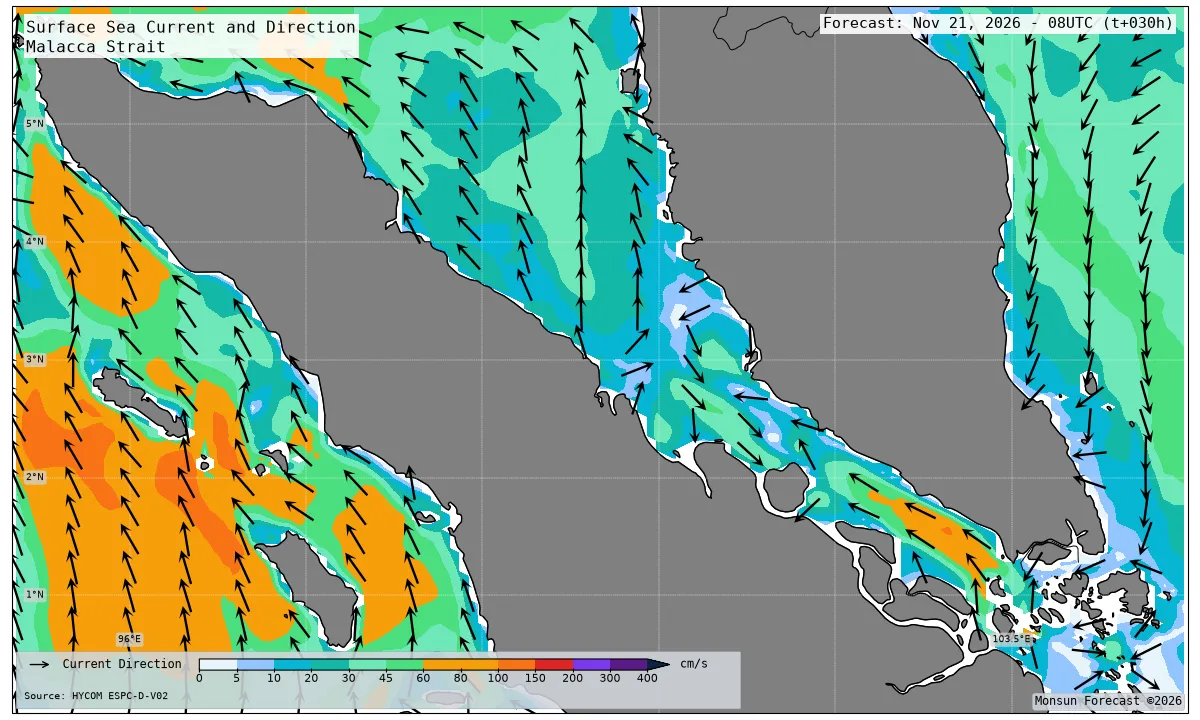 Surface Sea Current and Direction
Malacca Strait
Forecast: Nov 21, 2026 - 08UTC (t+030h)
5°N
4°N
3°N
2°N
1°N
96°E
103.5°E
Current Direction
0 5 10 20 30 45 60 80 100 150 200 300 400 cm/s
Source: HYCOM ESPC-D-V02
Monsun Forecast ©2026